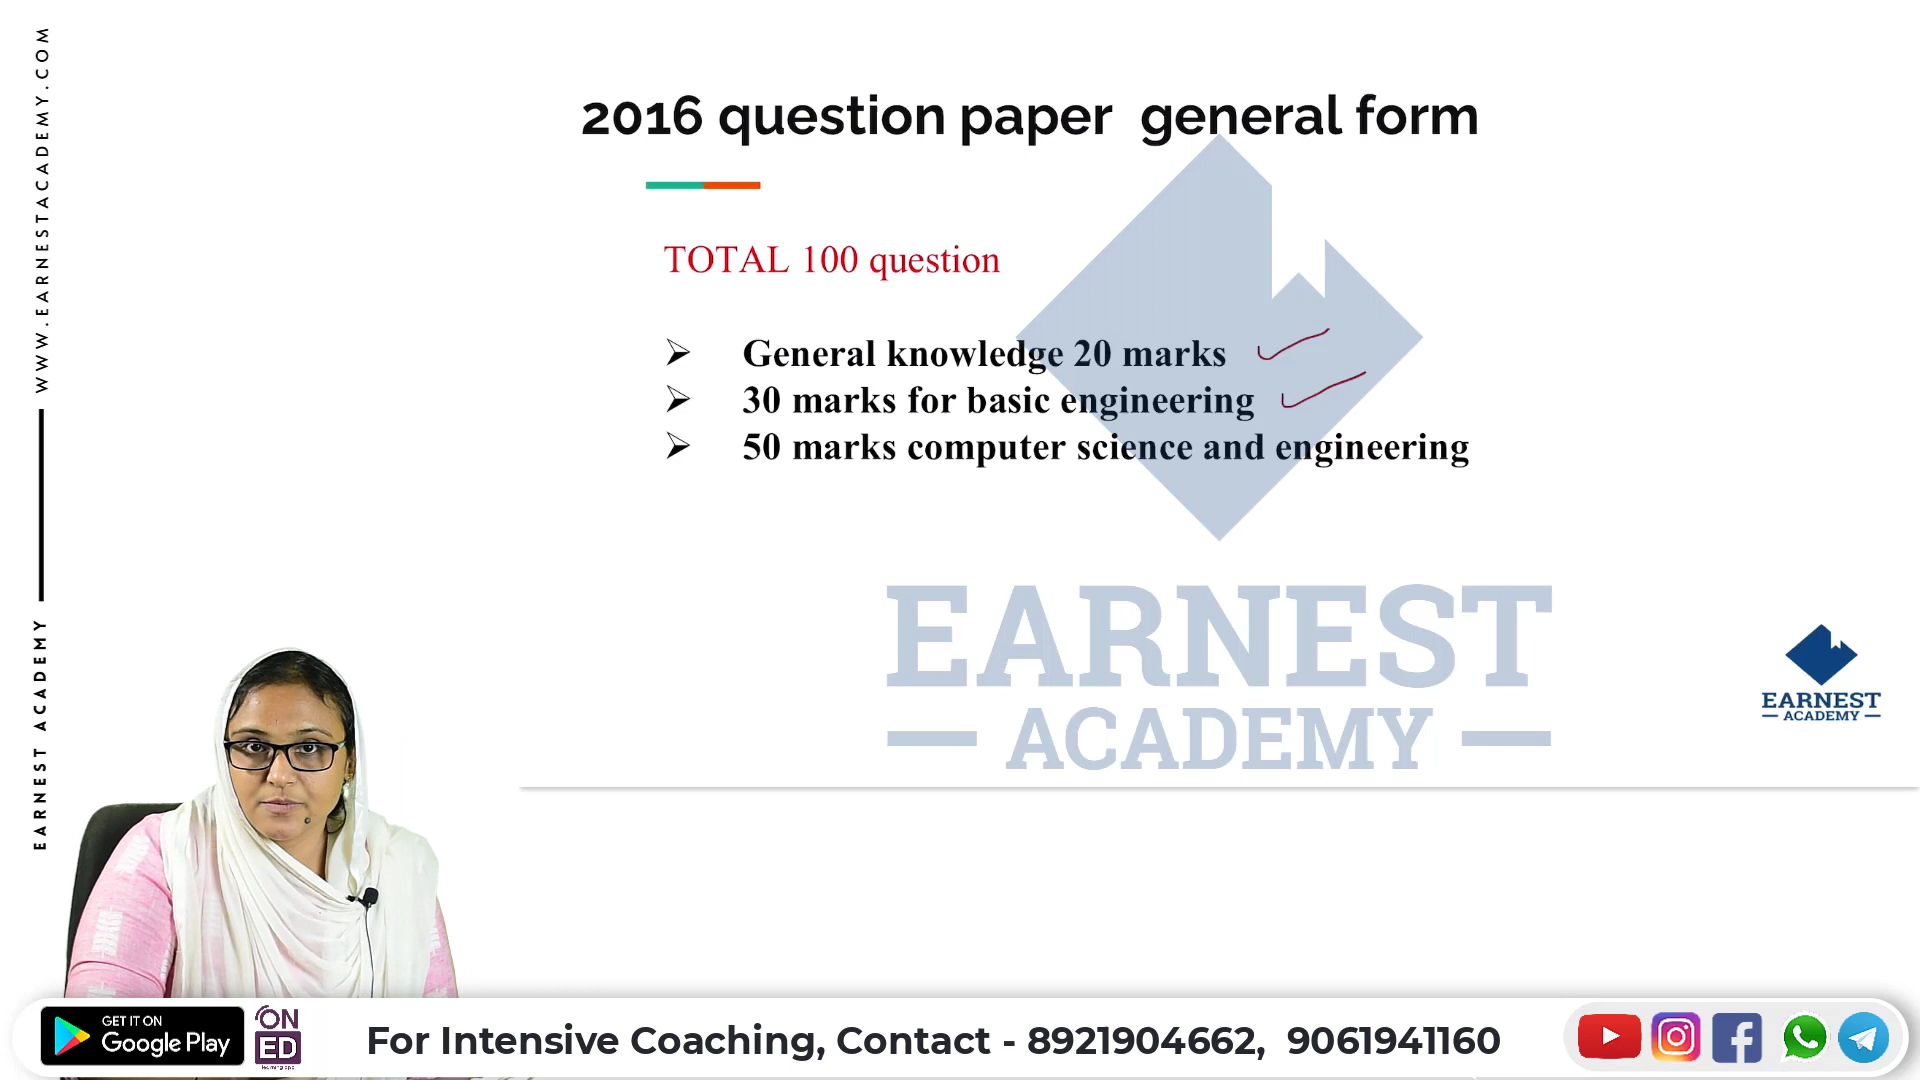 WWW.EARNESTACADEMY.COM
EARNEST ACADEMY
2016 question paper general form
TOTAL 100 question
➢ General knowledge 20 marks
➢ 30 marks for basic engineering
➢ 50 marks computer science and engineering
EARNEST
ACADEMY
EARNEST
ACADEMY
GET IT ON
Google Play
ON
ED
learning app
For Intensive Coaching, Contact - 8921904662, 9061941160